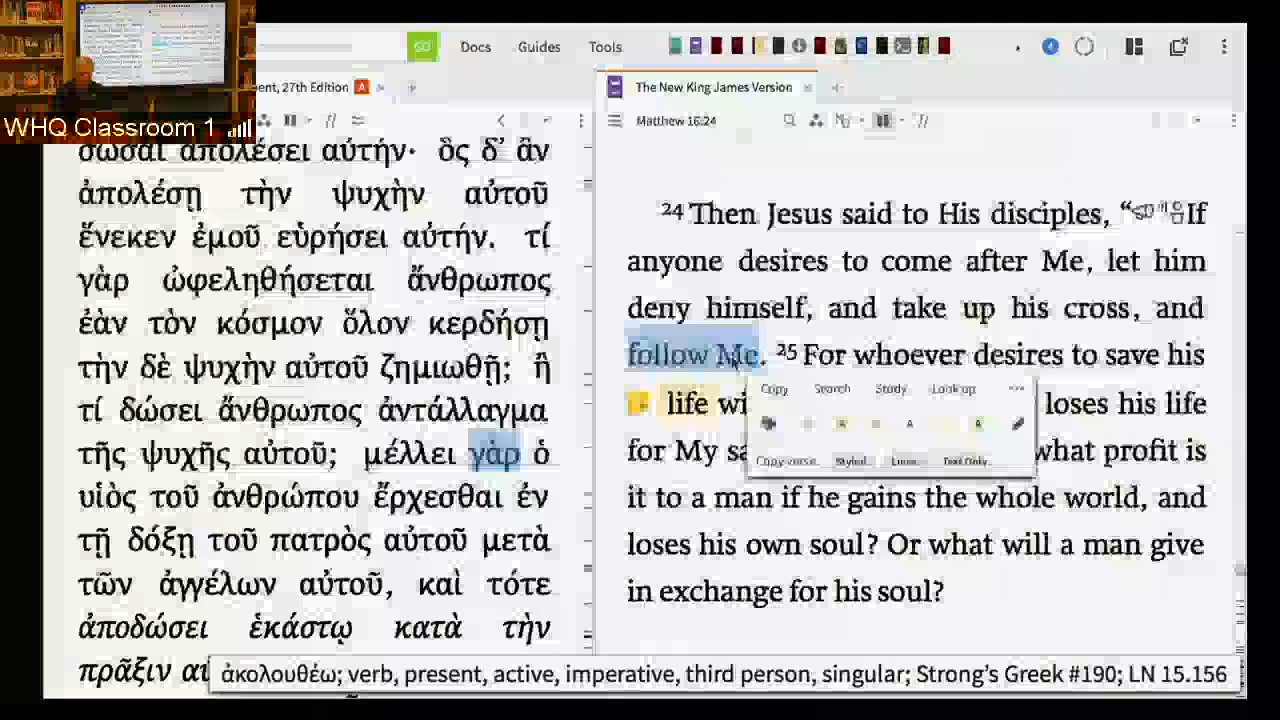 Docs Guides Tools
ent, 27th Edition A
The New King James Version
WHQ Classroom 1
Matthew 16:24
σῶσαι ἀπολέσει αὐτήν· ὃς δ’ ἂν
ἀπολέσῃ τὴν ψυχὴν αὐτοῦ
ἕνεκεν ἐμοῦ εὑρήσει αὐτήν. τί
γὰρ ὠφεληθήσεται ἄνθρωπος
ἐὰν τὸν κόσμον ὅλον κερδήσῃ
τὴν δὲ ψυχὴν αὐτοῦ ζημιωθῇ; ἢ
τί δώσει ἄνθρωπος ἀντάλλαγμα
τῆς ψυχῆς αὐτοῦ; μέλλει γὰρ ὁ
υἱὸς τοῦ ἀνθρώπου ἔρχεσθαι ἐν
τῇ δόξῃ τοῦ πατρὸς αὐτοῦ μετὰ
τῶν ἀγγέλων αὐτοῦ, καὶ τότε
ἀποδώσει ἑκάστῳ κατὰ τὴν
πρᾶξιν αὐ
24 Then Jesus said to His disciples, “If
anyone desires to come after Me, let him
deny himself, and take up his cross, and
follow Me. 25 For whoever desires to save his
life wi loses his life
for My sa what profit is
it to a man if he gains the whole world, and
loses his own soul? Or what will a man give
in exchange for his soul?
Copy Search Study Look up
Copy verse Styled Text Only
ἀκολουθέω; verb, present, active, imperative, third person, singular; Strong’s Greek #190; LN 15.156